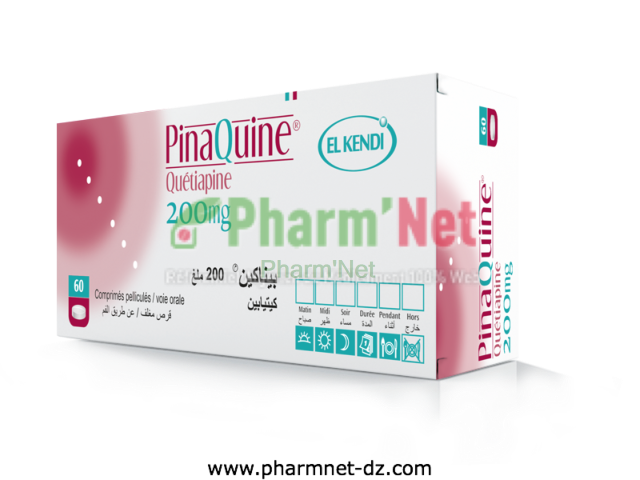 PinaQuine®
EL KENDI
Quétiapine
200mg
Pharm'Net
Pharm'Net
بيناكين® 200 ملغ
كيتيابين
60
Comprimés pelliculés / voie orale
قرص مغلف / عن طريق الفم
Matin Midi Soir Durée Pendant Hors
صباح ظهر مساء المدة أثناء خارج
60
PinaQuine®
Quétiapine
200mg
www.pharmnet-dz.com